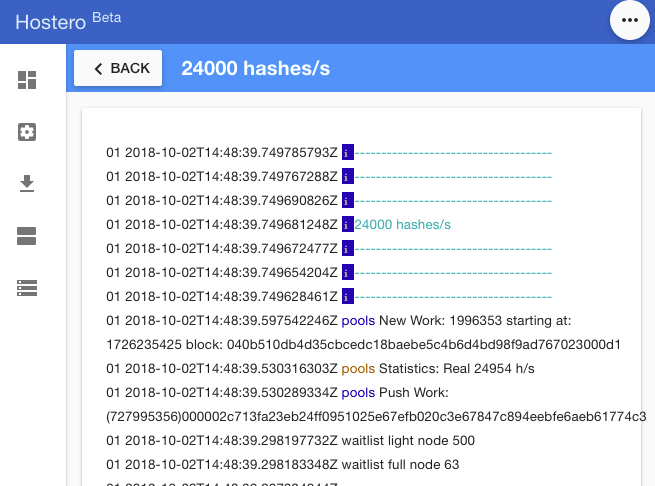 Hostero Beta
BACK
24000 hashes/s
01 2018-10-02T14:48:39.749785793Z i -------------------------------------
01 2018-10-02T14:48:39.749767288Z i -------------------------------------
01 2018-10-02T14:48:39.749690826Z i -------------------------------------
01 2018-10-02T14:48:39.749681248Z i 24000 hashes/s
01 2018-10-02T14:48:39.749672477Z i -------------------------------------
01 2018-10-02T14:48:39.749654204Z i -------------------------------------
01 2018-10-02T14:48:39.749628461Z i -------------------------------------
01 2018-10-02T14:48:39.597542246Z pools New Work: 1996353 starting at:
1726235425 block: 040b510db4d35cbcedc18baebe5c4b6d4bd98f9ad767023000d1
01 2018-10-02T14:48:39.530316303Z pools Statistics: Real 24954 h/s
01 2018-10-02T14:48:39.530289334Z pools Push Work:
(727995356)000002c713fa23eb24ff0951025e67efb020c3e67847c894eebfe6aeb61774c3
01 2018-10-02T14:48:39.298197732Z waitlist light node 500
01 2018-10-02T14:48:39.298183348Z waitlist full node 63